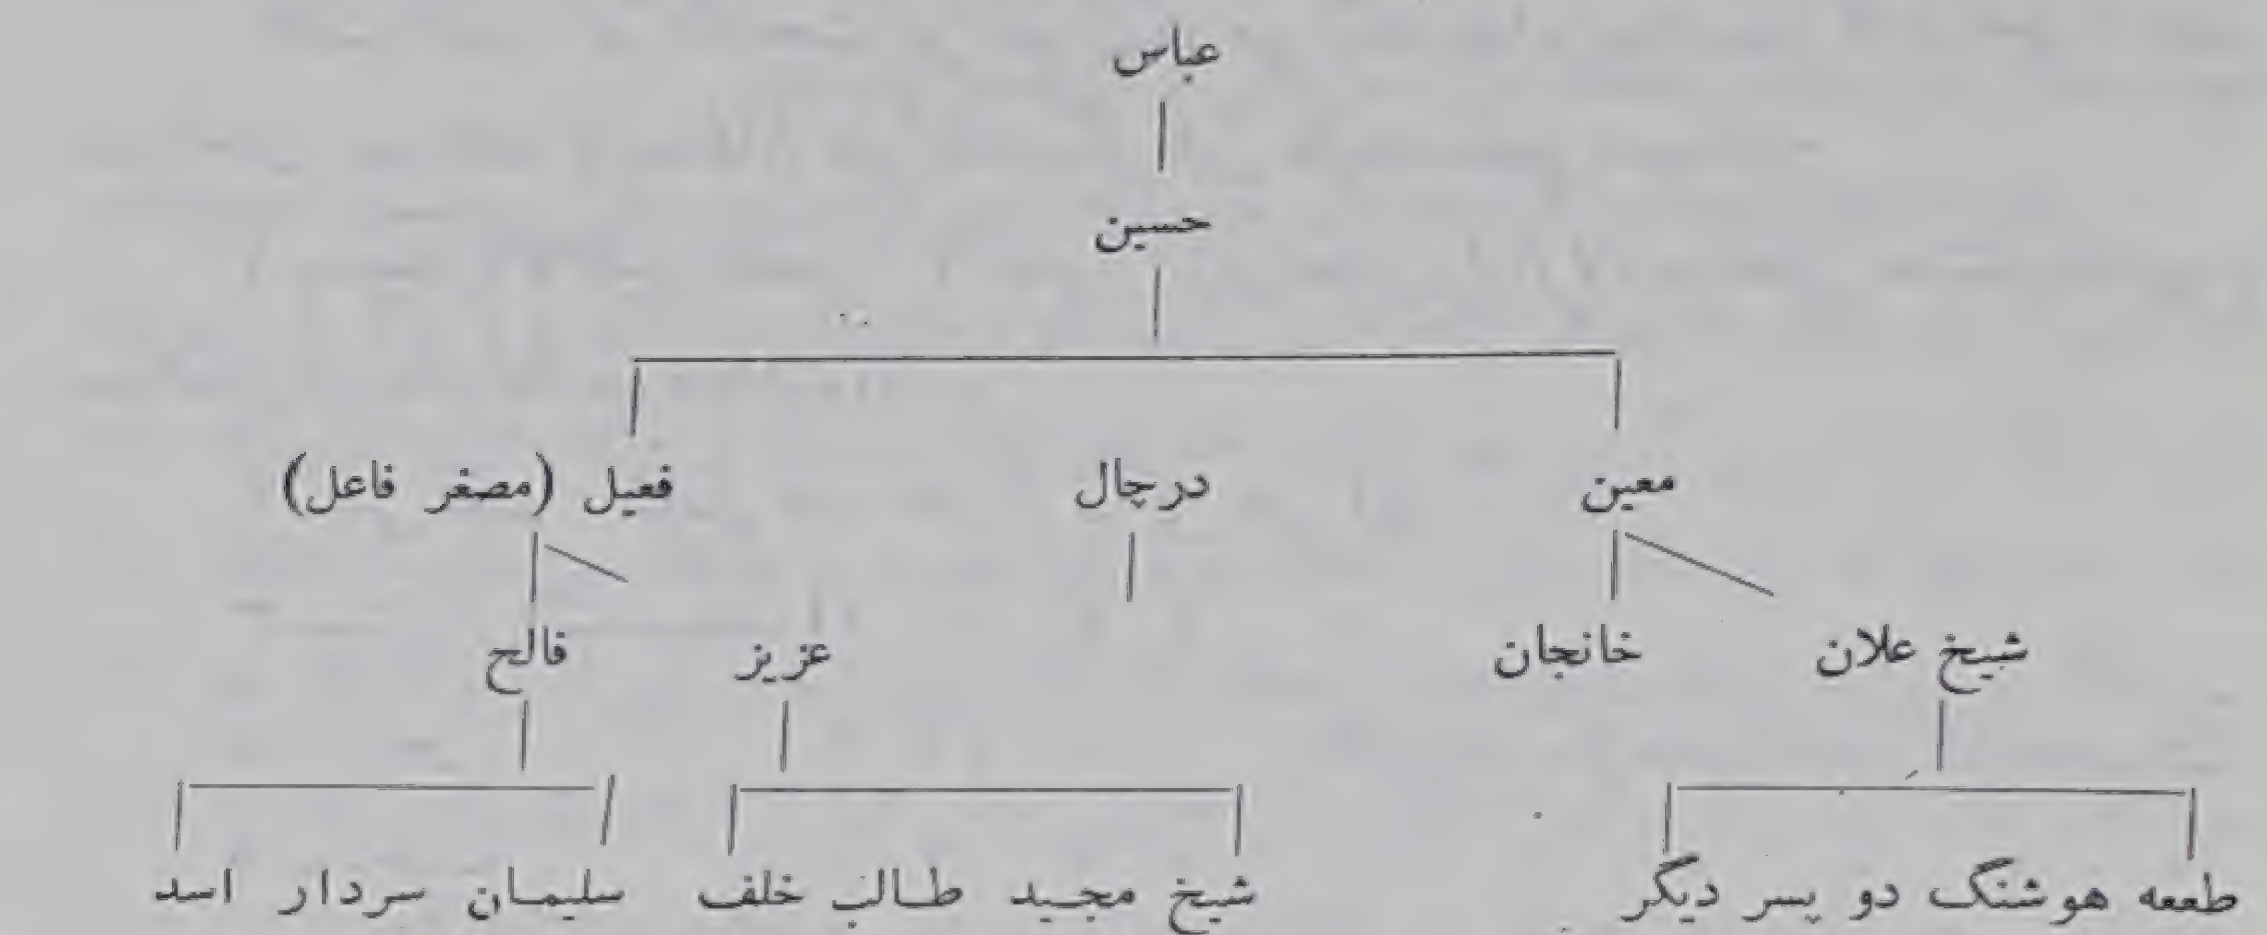 عباس
حسین
معین درچال فعیل (مصغر فاعل)
شیخ علان خانجان عزیز فالح
طعمه هوشنگ دو پسر دیگر شیخ مجید طالب خلف سلیمان سردار اسد